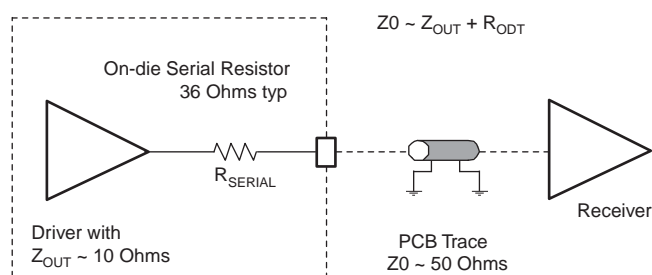 Z0 ~ ZOUT + RODT
On-die Serial Resistor
36 Ohms typ
RSERIAL
Driver with
ZOUT ~ 10 Ohms
PCB Trace
Z0 ~ 50 Ohms
Receiver